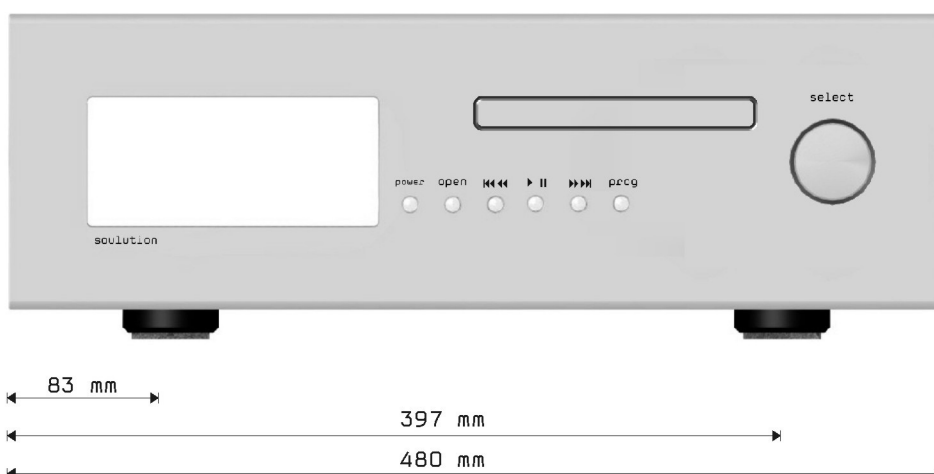 select
power open prog
soulution
83 mm
397 mm
480 mm